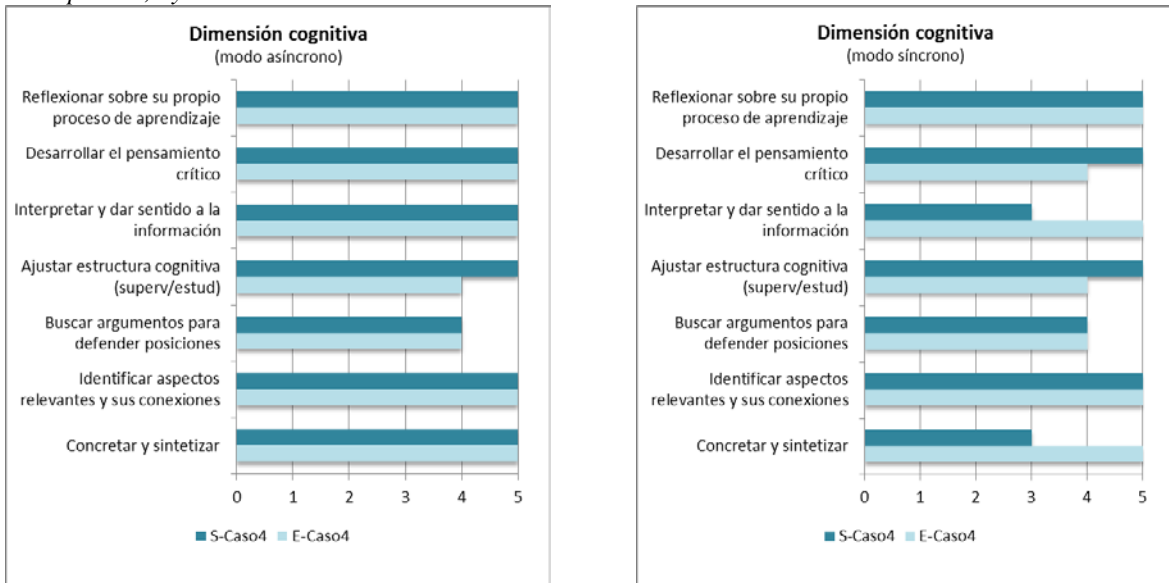 Dimensión cognitiva
(modo asíncrono)
Reflexionar sobre su propio
proceso de aprendizaje
Desarrollar el pensamiento
crítico
Interpretar y dar sentido a la
información
Ajustar estructura cognitiva
(superv/estud)
Buscar argumentos para
defender posiciones
Identificar aspectos
relevantes y sus conexiones
Concretar y sintetizar
0 1 2 3 4 5
S-Caso4 E-Caso4
Dimensión cognitiva
(modo síncrono)
Reflexionar sobre su propio
proceso de aprendizaje
Desarrollar el pensamiento
crítico
Interpretar y dar sentido a la
información
Ajustar estructura cognitiva
(superv/estud)
Buscar argumentos para
defender posiciones
Identificar aspectos
relevantes y sus conexiones
Concretar y sintetizar
0 1 2 3 4 5
S-Caso4 E-Caso4